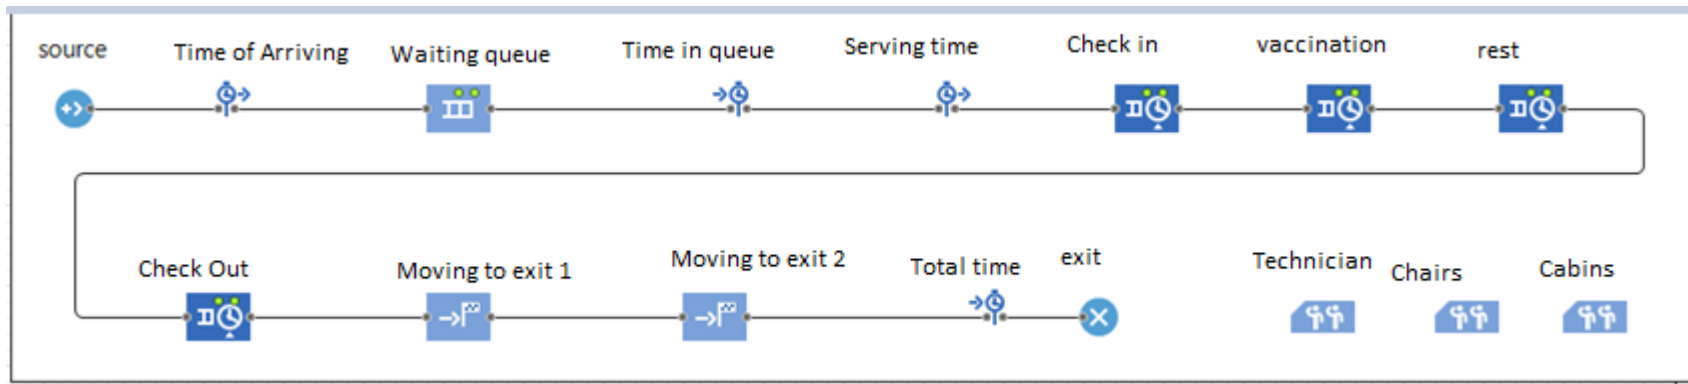 source
Time of Arriving
Waiting queue
Time in queue
Serving time
Check in
vaccination
rest
Check Out
Moving to exit 1
Moving to exit 2
Total time
exit
Technician
Chairs
Cabins